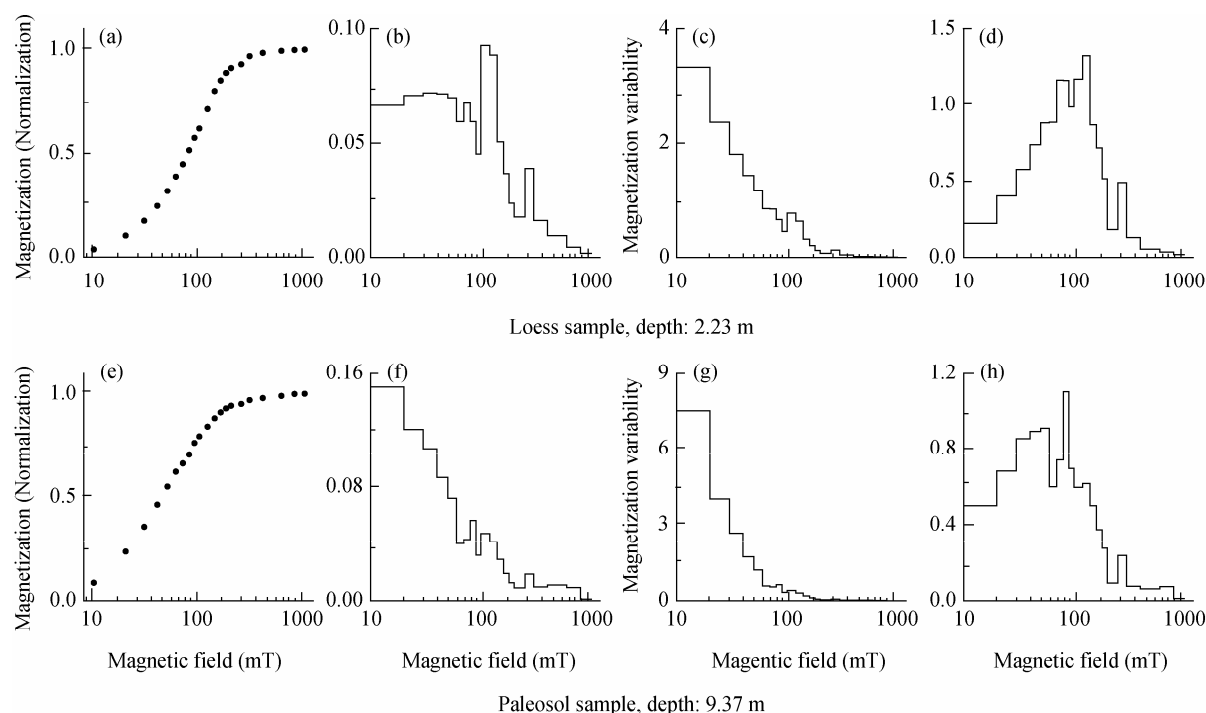 (a) (b) (c) (d)
Magnetization (Normalization)
1.0
0.5
0.0
10 100 1000
0.10
0.05
0.00
10 100 1000
Magnetization variability
4
2
0
10 100 1000
1.5
1.0
1.5
1.0
10 100 1000
Loess sample, depth: 2.23 m
(e) (f) (g) (h)
Magnetization (Normalization)
1.0
0.5
0.0
10 100 1000
0.16
0.08
0.00
10 100 1000
Magnetization variability
9
6
3
0
10 100 1000
1.2
0.8
0.4
0.0
10 100 1000
Magnetic field (mT) Magnetic field (mT) Magentic field (mT) Magnetic field (mT)
Paleosol sample, depth: 9.37 m